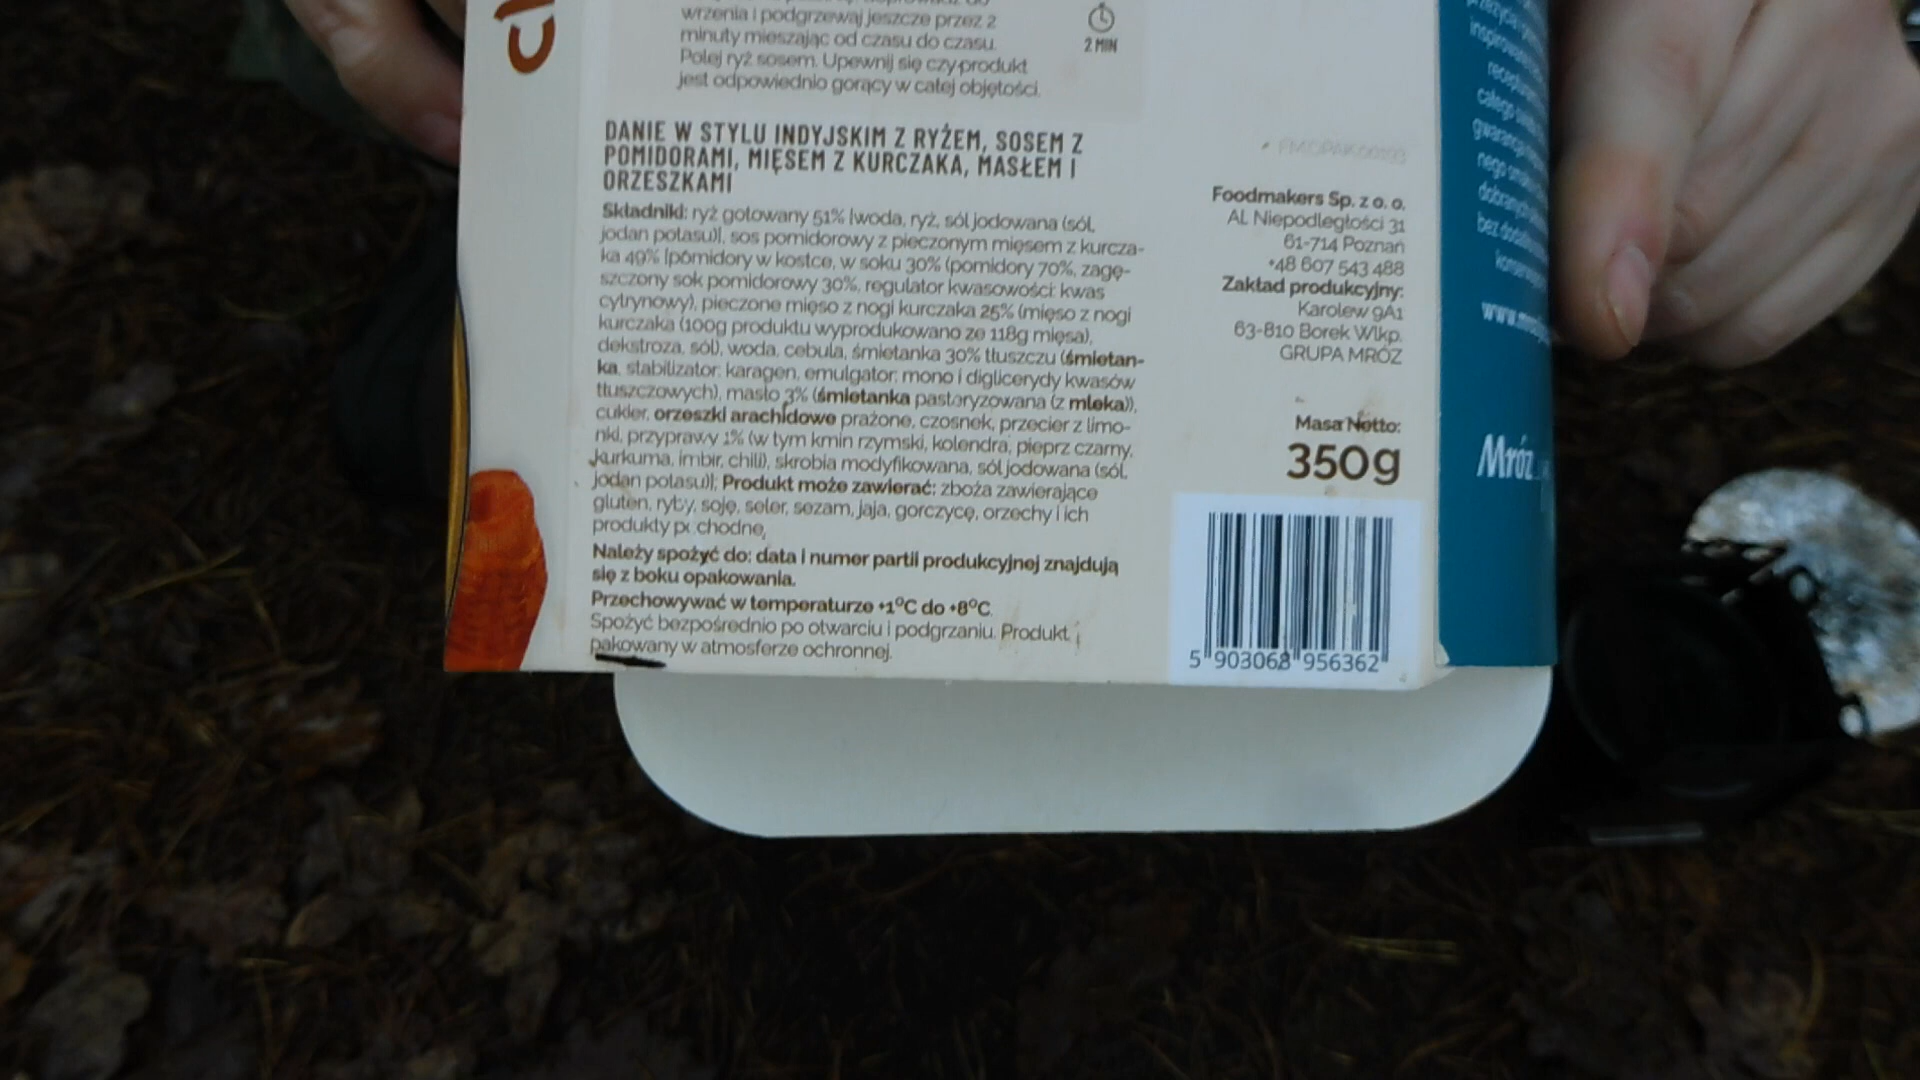 wrzenia i podgrzewaj jeszcze przez 2
minuty mieszając od czasu do czasu.
Polej ryż sosem. Upewnij się czy produkt
jest odpowiednio gorący w całej objętości.
2 MIN
DANIE W STYLU INDYJSKIM Z RYŻEM, SOSEM Z
POMIDORAMI, MIĘSEM Z KURCZAKA, MASŁEM I
ORZESZKAMI
Składniki: ryż gotowany 51% [woda, ryż, sól jodowana (sól,
jodan potasu)], sos pomidorowy z pieczonym mięsem z kurcza-
ka 49% [pomidory w kostce, w soku 30% (pomidory 70%, zagę-
szczony sok pomidorowy 30%, regulator kwasowości: kwas
cytrynowy), pieczone mięso z nogi kurczaka 25% (mięso z nogi
kurczaka (100g produktu wyprodukowano ze 118g mięsa),
dekstroza, sól), woda, cebula, śmietanka 30% tłuszczu (śmietan-
ka, stabilizator: karagen, emulgator: mono i diglicerydy kwasów
tłuszczowych), masło 3% (śmietanka pasteryzowana (z mleka)),
cukier, orzeszki arachidowe prażone, czosnek, przecier z limo-
nki, przyprawy 1% (w tym kmin rzymski, kolendra, pieprz czarny,
kurkuma, imbir, chili), skrobia modyfikowana, sól jodowana (sól,
jodan potasu)]; Produkt może zawierać: zboża zawierające
gluten, ryby, soję, seler, sezam, jaja, gorczycę, orzechy i ich
produkty pochodne,
Należy spożyć do: data i numer partii produkcyjnej znajdują
się z boku opakowania.
Przechowywać w temperaturze +1°C do +8°C.
Spożyć bezpośrednio po otwarciu i podgrzaniu. Produkt
pakowany w atmosferze ochronnej.
Foodmakers Sp. z o. o.
AL Niepodległości 31
61-714 Poznań
+48 607 543 488
Zakład produkcyjny:
Karolew 9A1
63-810 Borek Wlkp.
GRUPA MRÓZ
Masa Netto:
350g
5 903068 956362
Mróz